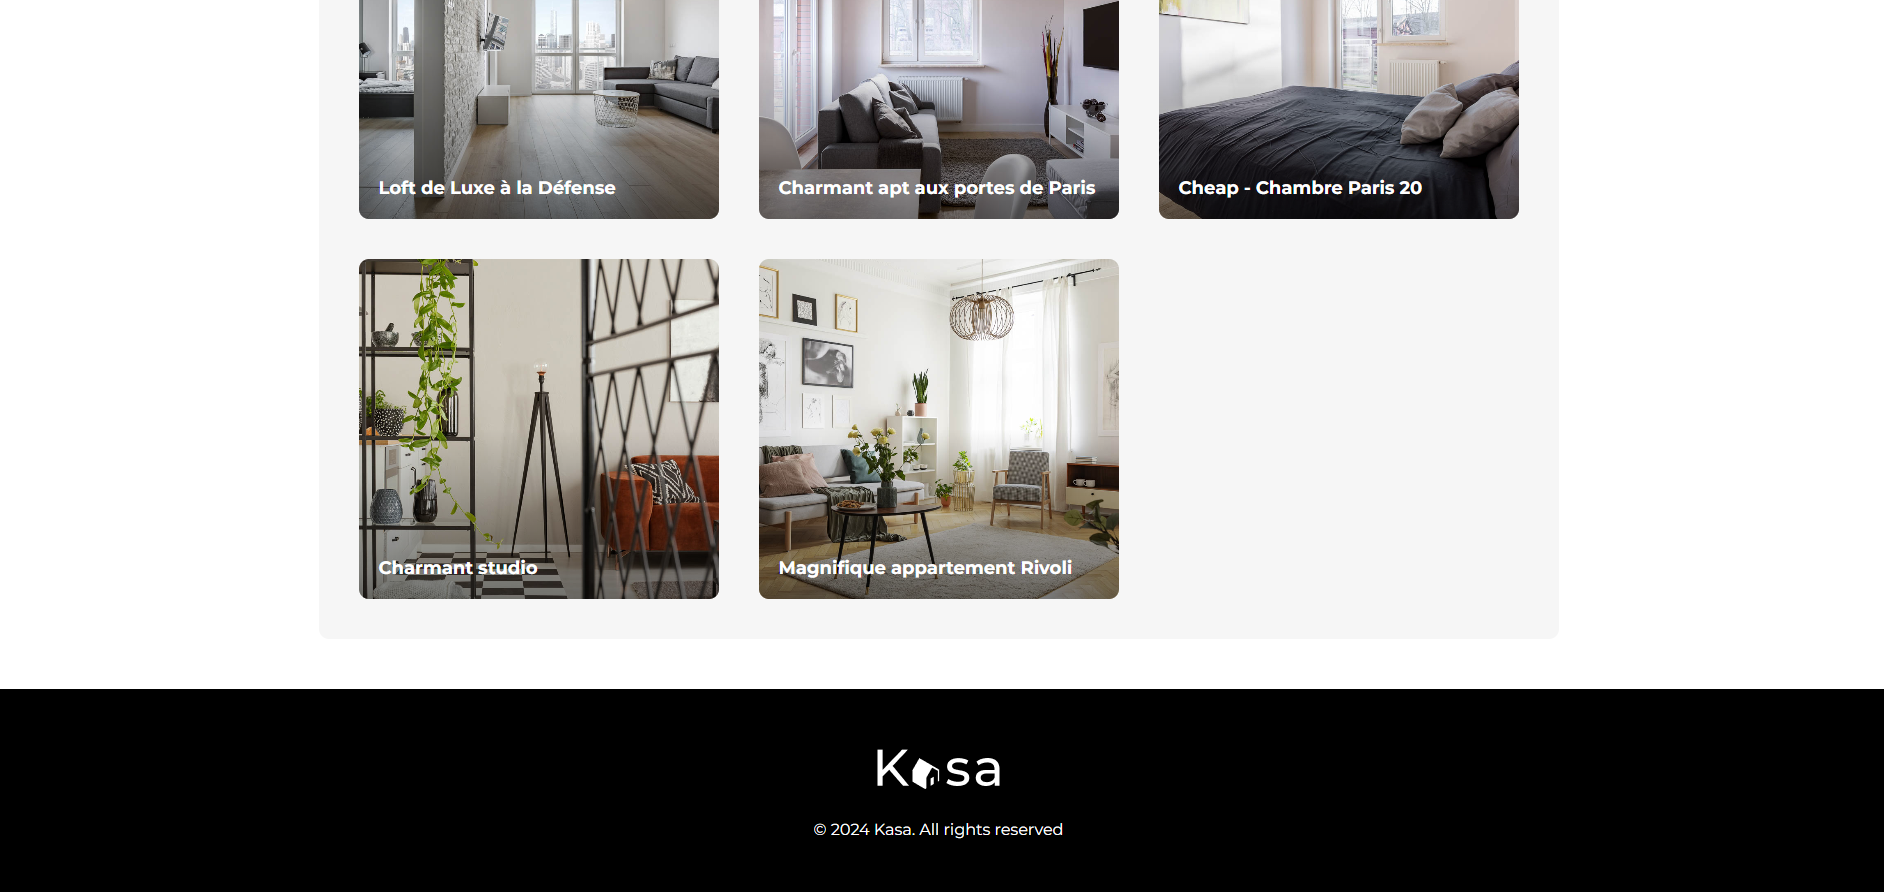 Loft de Luxe à la Défense
Charmant apt aux portes de Paris
Cheap - Chambre Paris 20
Charmant studio
Magnifique appartement Rivoli
Kasa
© 2024 Kasa. All rights reserved